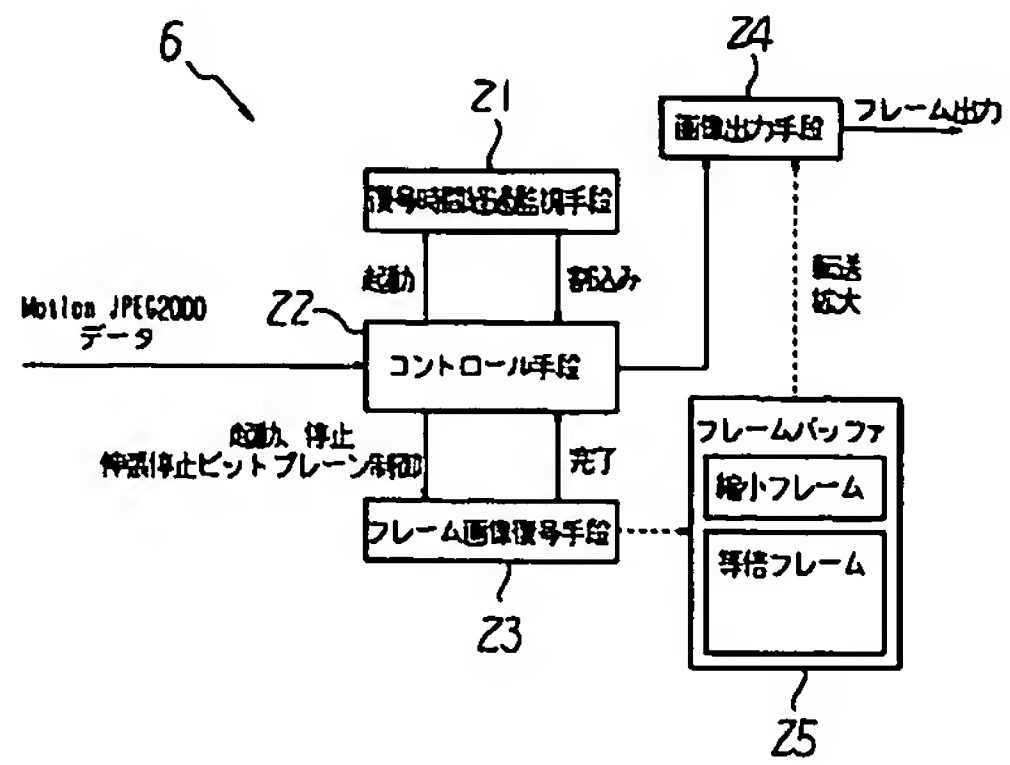 6
21
24
画像出力手段
フレーム出力
復号時間経過監視手段
起動
割込み
転送
拡大
Motion JPEG2000
データ
22
コントロール手段
起動、停止
伸張停止ビットプレーン制御
完了
フレームバッファ
縮小フレーム
等倍フレーム
フレーム画像復号手段
23
25